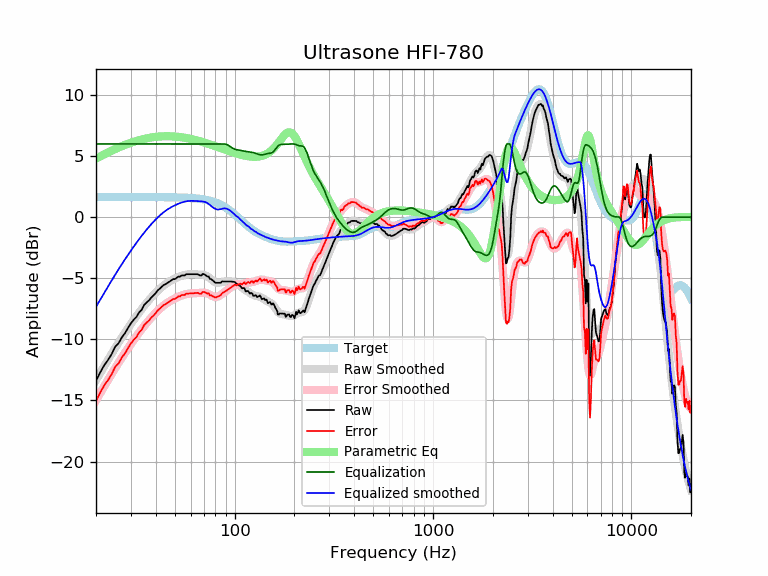 Ultrasone HFI-780
Amplitude (dBr)
10
5
0
−5
−10
−15
−20
Target
Raw Smoothed
Error Smoothed
Raw
Error
Parametric Eq
Equalization
Equalized smoothed
100
1000
10000
Frequency (Hz)